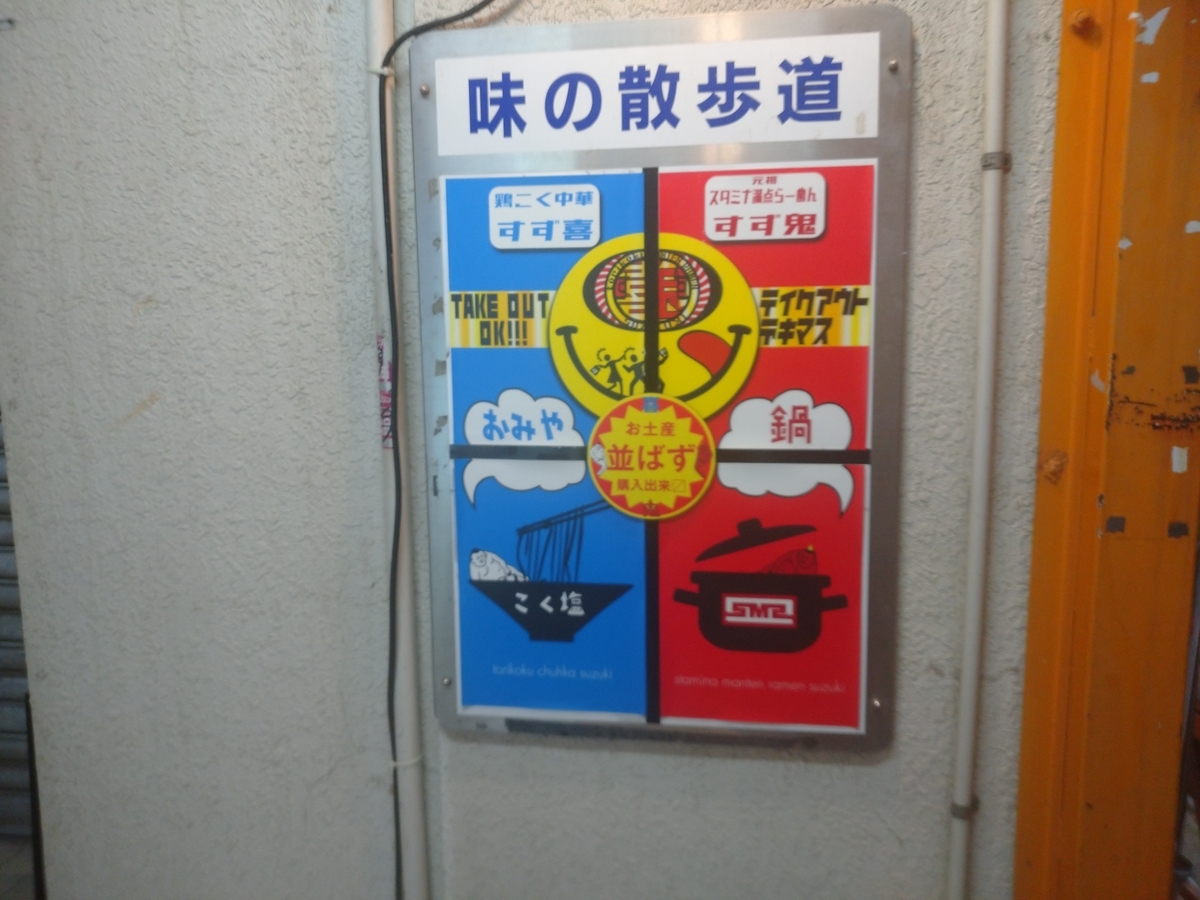 味の散歩道
鶏こく中華
すず喜
元祖
スタミナ満点らーめん
すず鬼
TAKE OUT
OK!!!
テイクアウト
デキマス
おみや
鍋
お土産
並ばず
購入出来〼
こく塩
torikoku chuhka suzuki
stamina manten ramen suzuki